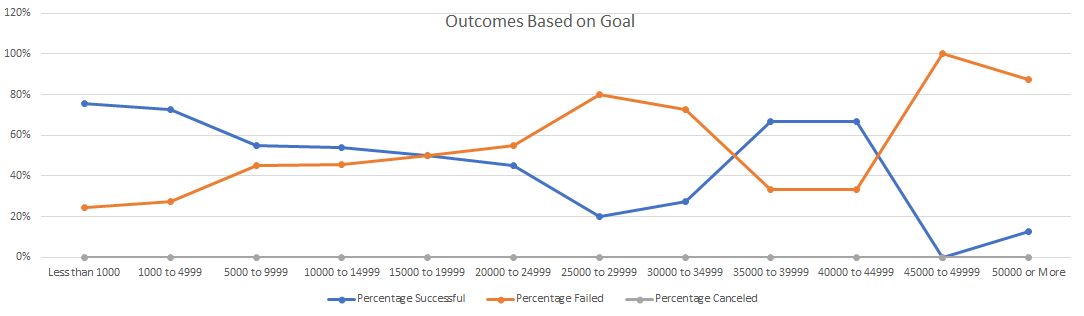 Outcomes Based on Goal
120%
100%
80%
60%
40%
20%
0%
Less than 1000 1000 to 4999 5000 to 9999 10000 to 14999 15000 to 19999 20000 to 24999 25000 to 29999 30000 to 34999 35000 to 39999 40000 to 44999 45000 to 49999 50000 or More
Percentage Successful Percentage Failed Percentage Canceled